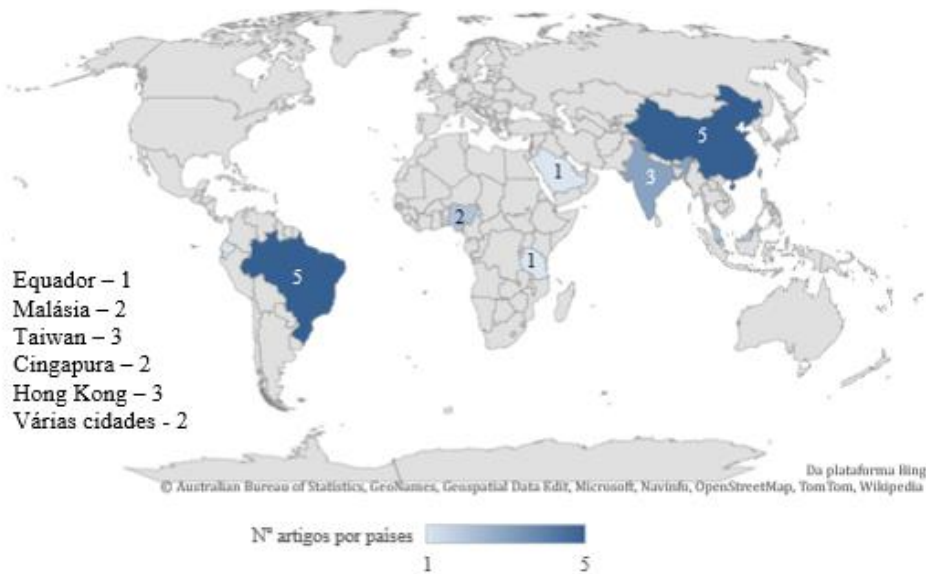 5
1
3
2
1
5
Equador – 1
Malásia – 2
Taiwan – 3
Cingapura – 2
Hong Kong – 3
Várias cidades - 2
Da plataforma Bing
© Australian Bureau of Statistics, GeoNames, Geospatial Data Edit, Microsoft, Navinfo, OpenStreetMap, TomTom, Wikipedia
N° artigos por países
1
5